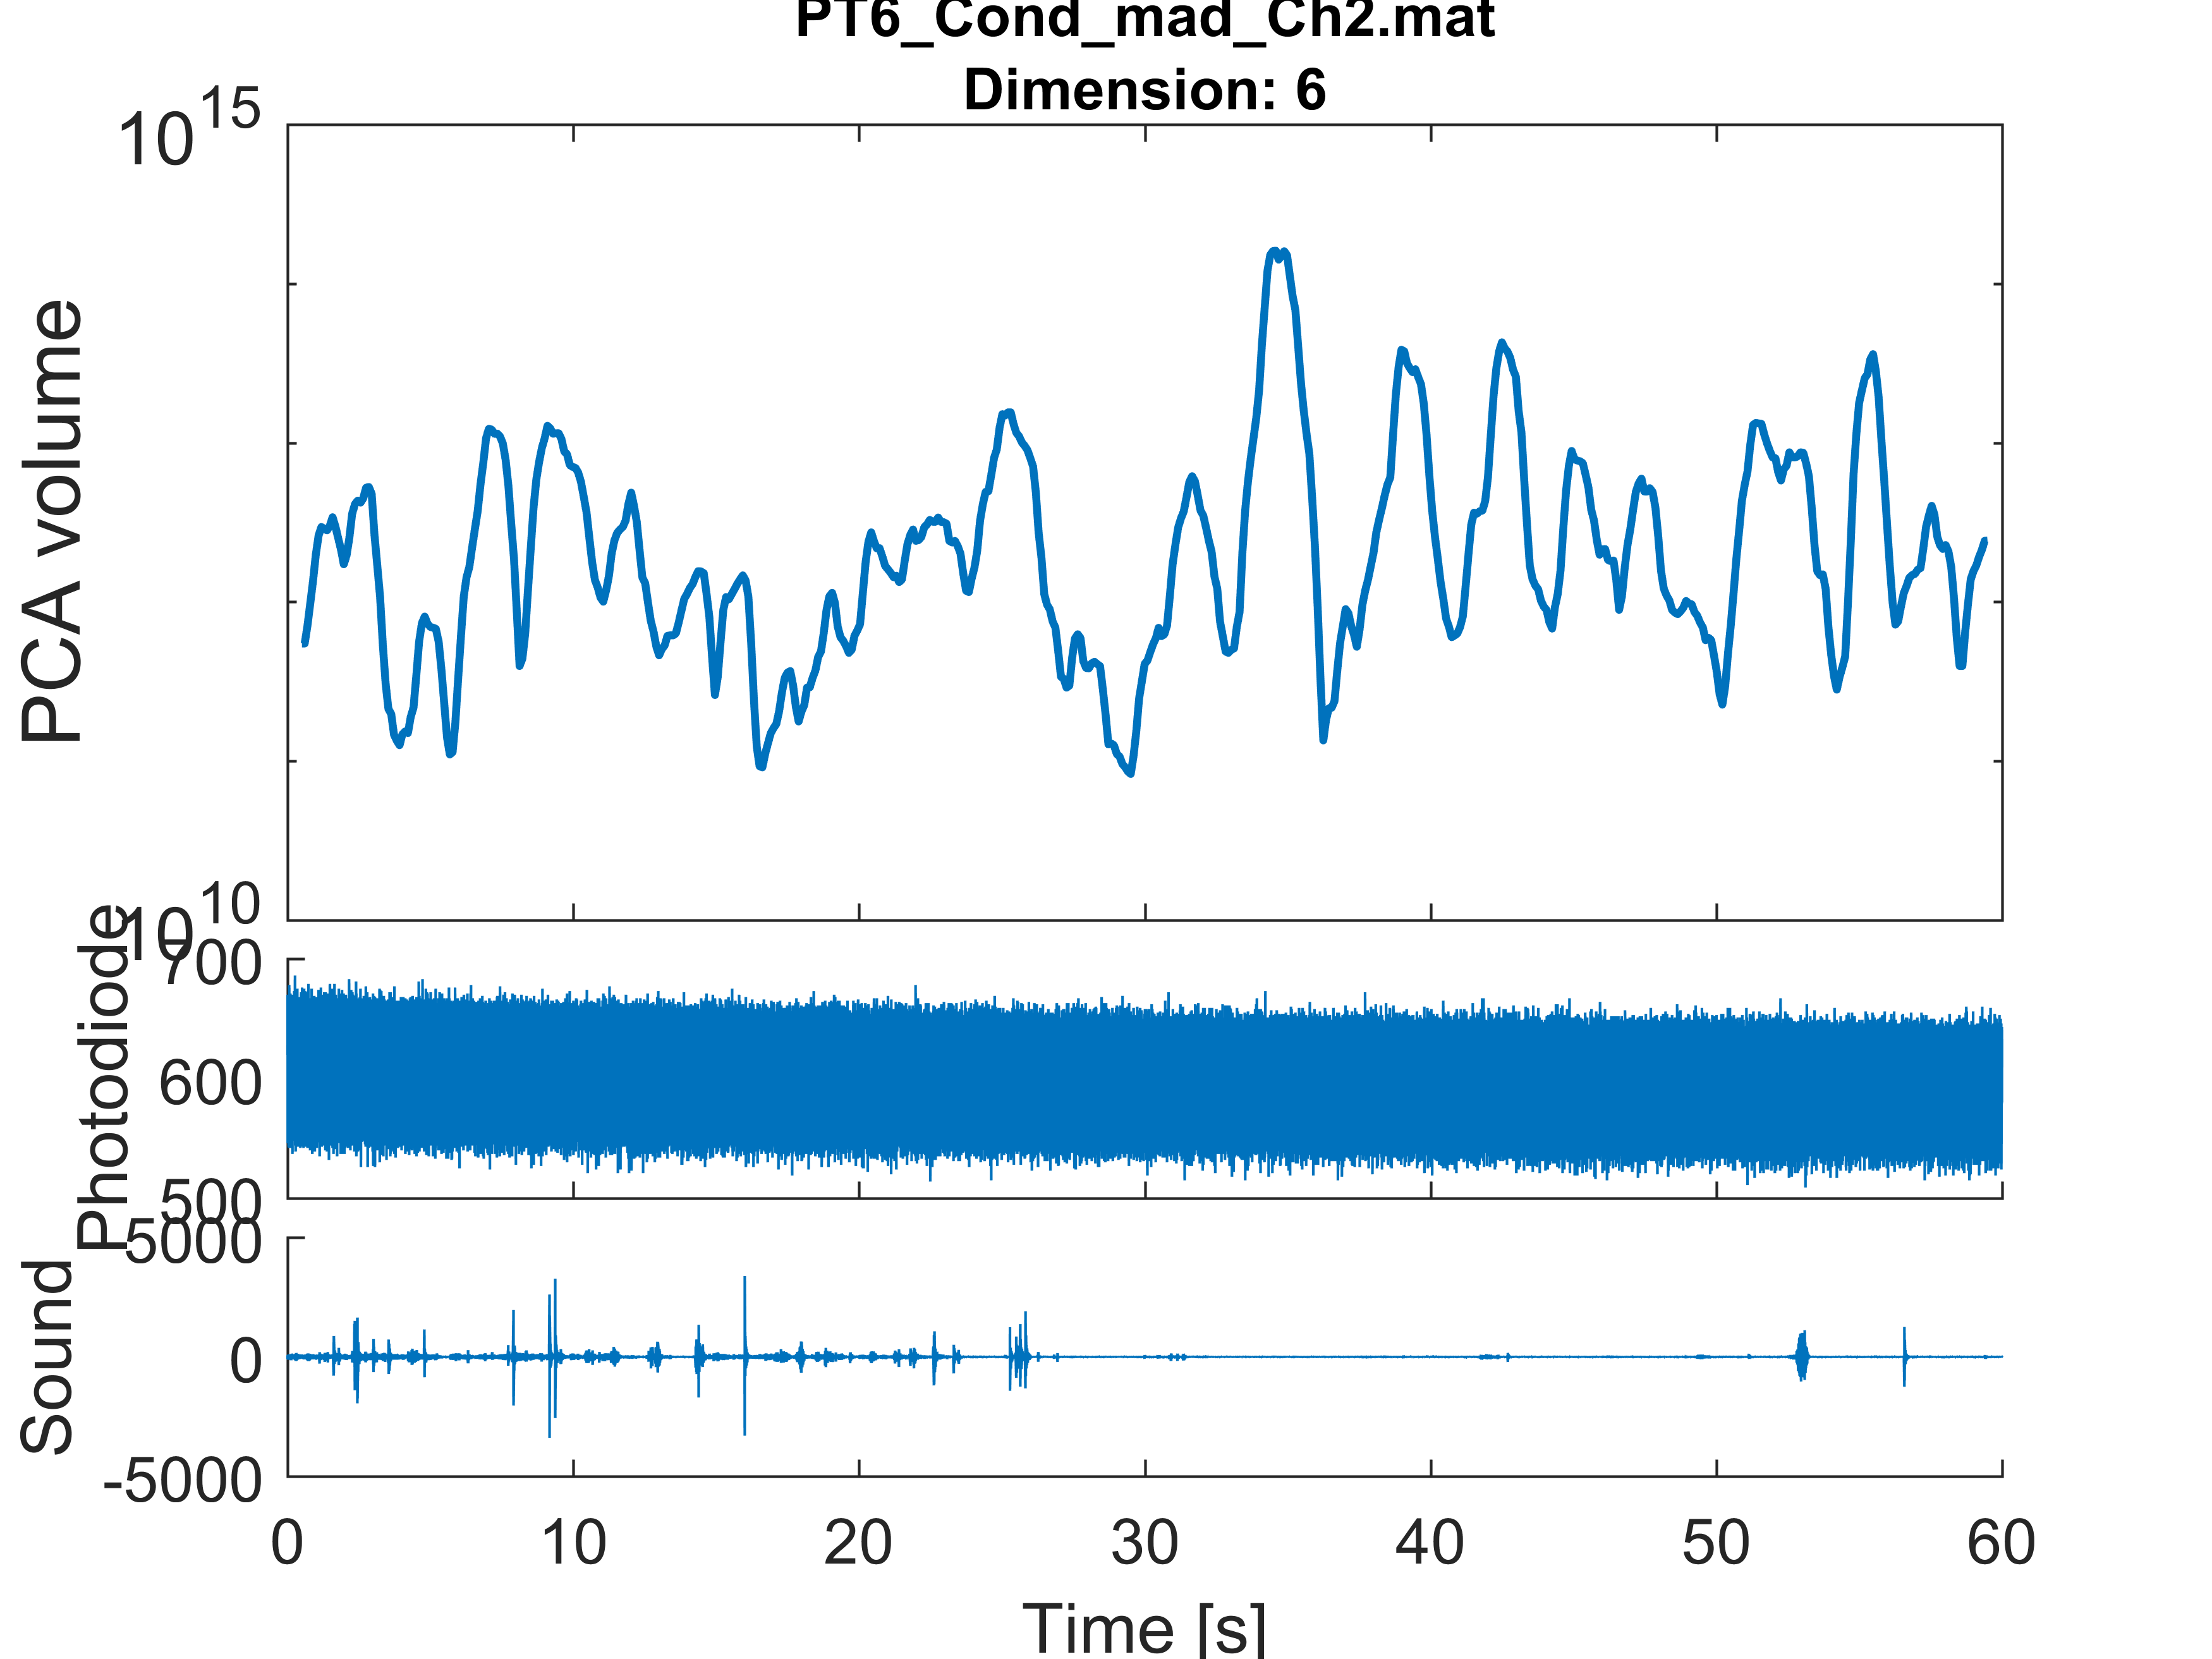 PT6_Cond_mad_Ch2.mat
Dimension: 6
10^15
PCA volume
10^10
700
Photodiode
600
500
5000
Sound
0
-5000
0 10 20 30 40 50 60
Time [s]